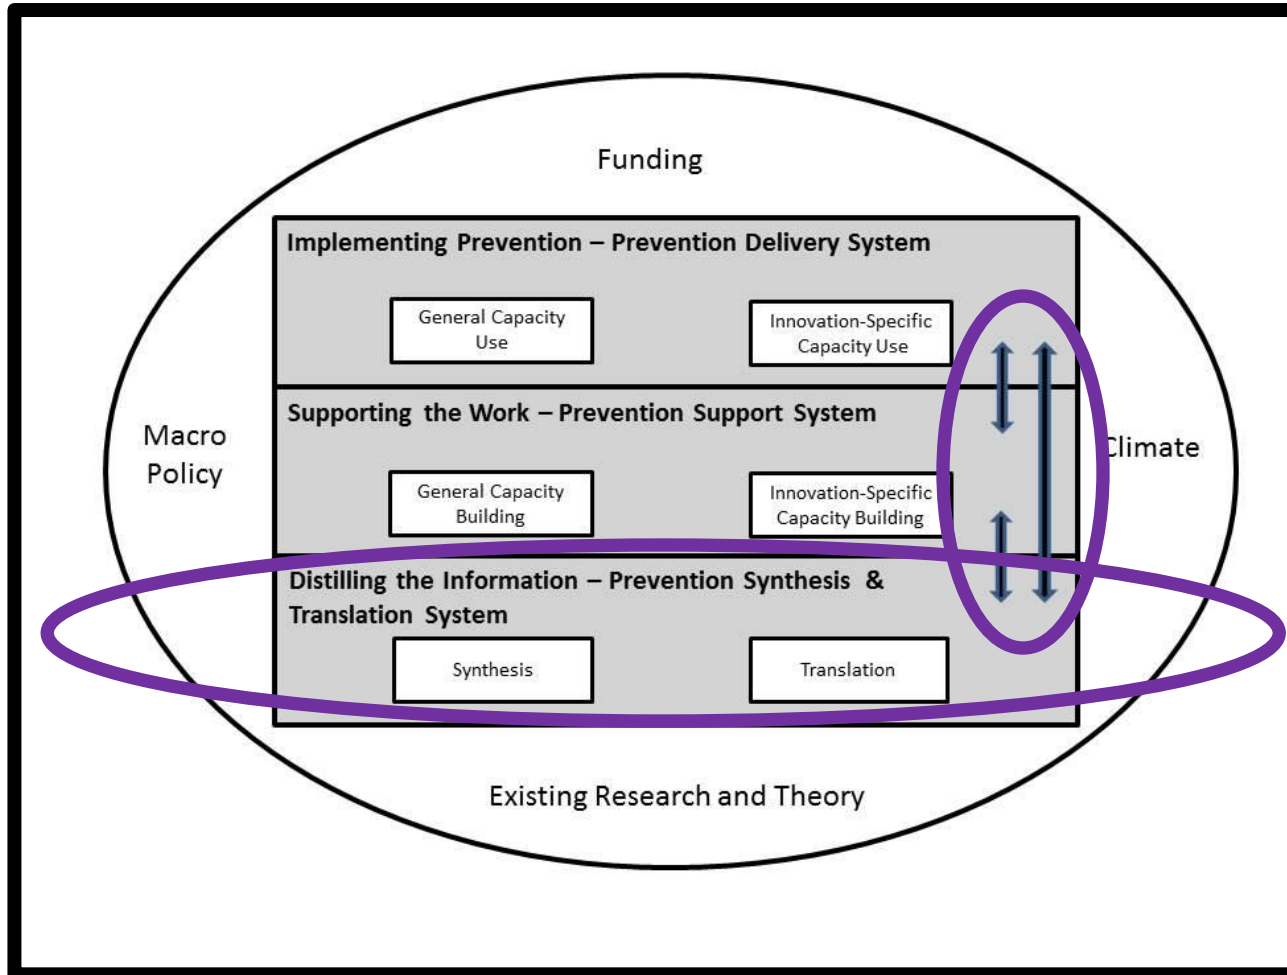 Funding
Implementing Prevention – Prevention Delivery System
General Capacity
Use
Innovation-Specific
Capacity Use
Supporting the Work – Prevention Support System
Macro
Policy
Climate
General Capacity
Building
Innovation-Specific
Capacity Building
Distilling the Information – Prevention Synthesis &
Translation System
Synthesis
Translation
Existing Research and Theory